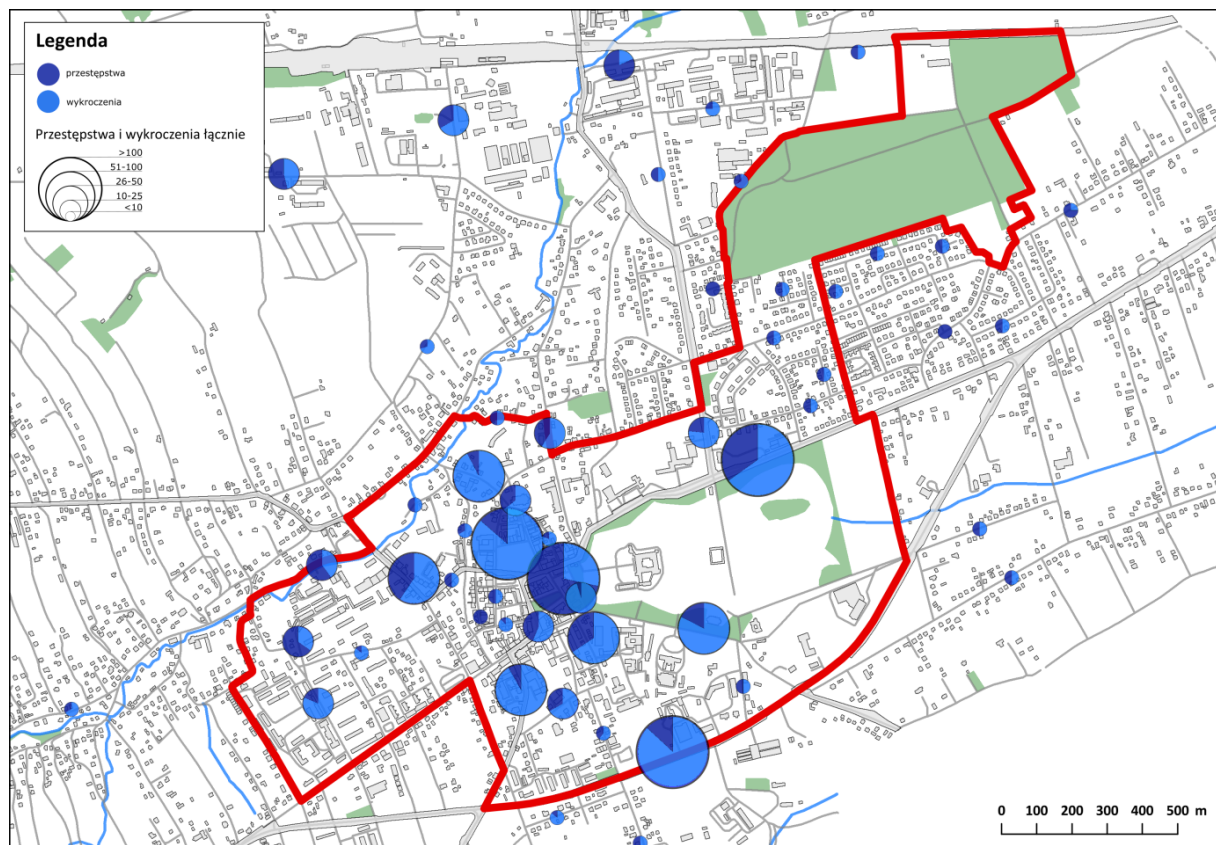 Legenda
przestępstwa
wykroczenia
Przestępstwa i wykroczenia łącznie
>100
51-100
26-50
10-25
<10
0 100 200 300 400 500 m